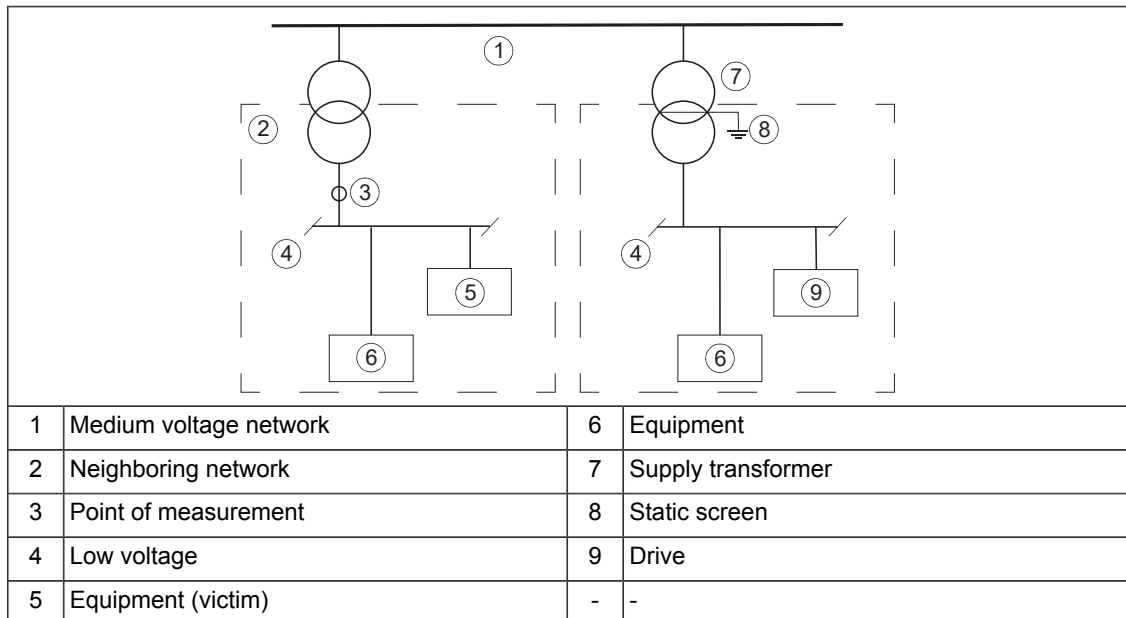 1
7
2
8
3
4
4
5
9
6
6
1 Medium voltage network 6 Equipment
2 Neighboring network 7 Supply transformer
3 Point of measurement 8 Static screen
4 Low voltage 9 Drive
5 Equipment (victim) - -